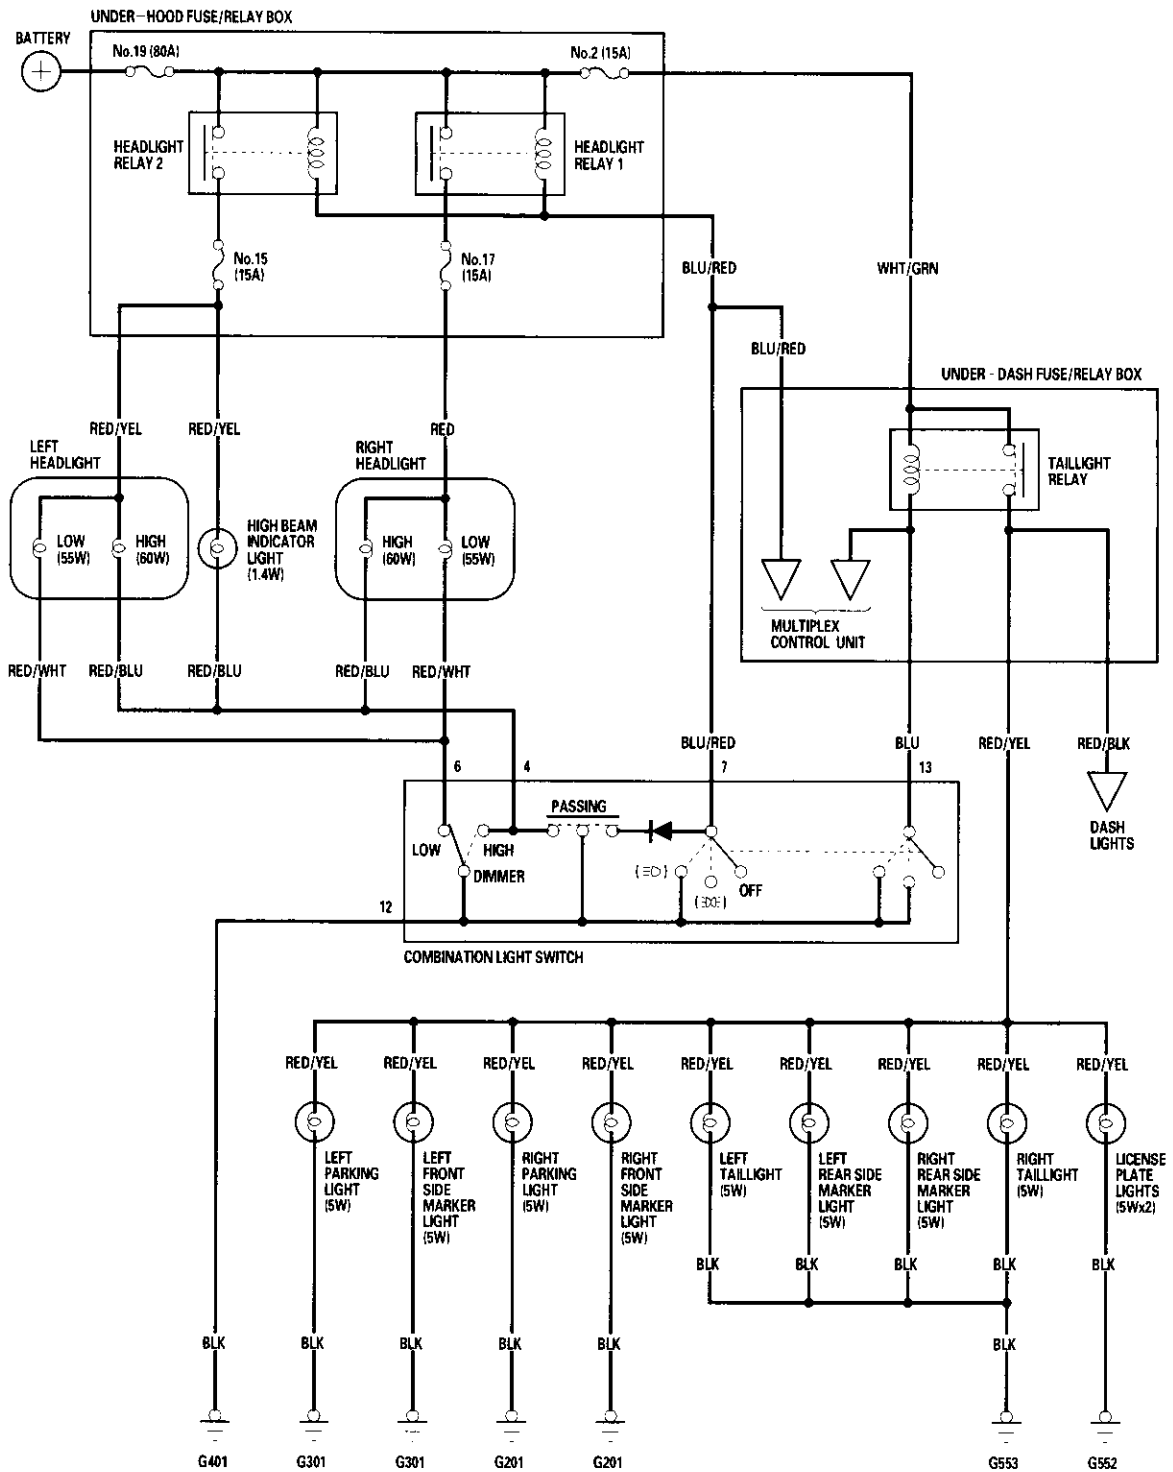 UNDER-HOOD FUSE/RELAY BOX
BATTERY
No.19 (80A)
No.2 (15A)
HEADLIGHT
RELAY 2
HEADLIGHT
RELAY 1
No.15
(15A)
No.17
(15A)
BLU/RED
WHT/GRN
BLU/RED
UNDER - DASH FUSE/RELAY BOX
RED/YEL
RED/YEL
RED
LEFT
HEADLIGHT
RIGHT
HEADLIGHT
TAILLIGHT
RELAY
LOW
(55W)
HIGH
(60W)
HIGH BEAM
INDICATOR
LIGHT
(1.4W)
HIGH
(60W)
LOW
(55W)
MULTIPLEX
CONTROL UNIT
RED/WHT
RED/BLU
RED/BLU
RED/BLU
RED/WHT
BLU/RED
BLU
RED/YEL
RED/BLK
6
4
7
13
PASSING
LOW
HIGH
DIMMER
OFF
DASH
LIGHTS
12
COMBINATION LIGHT SWITCH
RED/YEL
RED/YEL
RED/YEL
RED/YEL
RED/YEL
RED/YEL
RED/YEL
RED/YEL
RED/YEL
LEFT
PARKING
LIGHT
(5W)
LEFT
FRONT
SIDE
MARKER
LIGHT
(5W)
RIGHT
PARKING
LIGHT
(5W)
RIGHT
FRONT
SIDE
MARKER
LIGHT
(5W)
LEFT
TAILLIGHT
(5W)
LEFT
REAR SIDE
MARKER
LIGHT
(5W)
RIGHT
REAR SIDE
MARKER
LIGHT
(5W)
RIGHT
TAILLIGHT
(5W)
LICENSE
PLATE
LIGHTS
(5Wx2)
BLK
BLK
BLK
BLK
BLK
BLK
BLK
BLK
BLK
BLK
BLK
G401
G301
G301
G201
G201
G553
G552